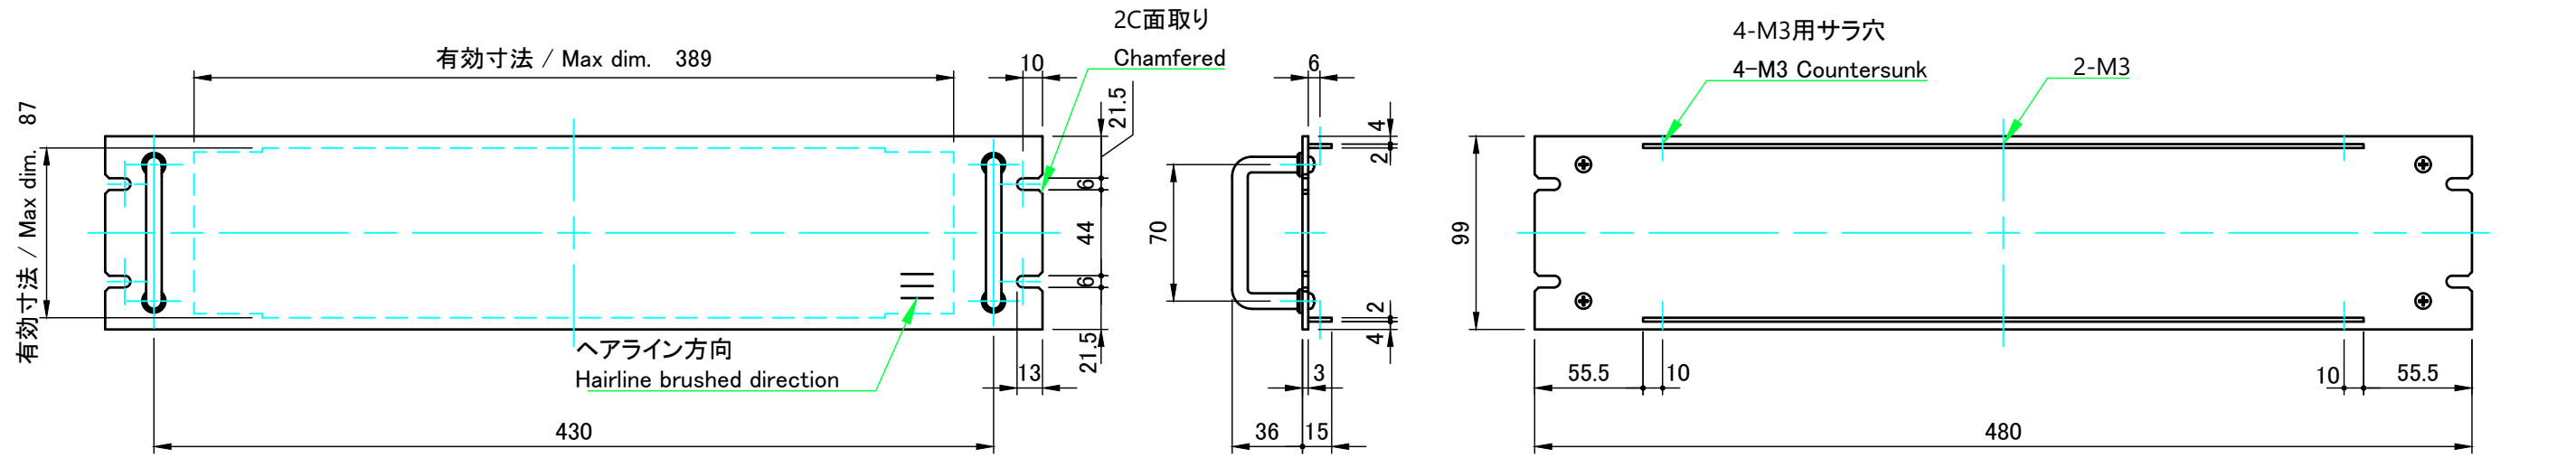 有効寸法 / Max dim. 389
有効寸法 / Max dim. 87
10
2C面取り
Chamfered
21.5
6
44
6
21.5
13
ヘアライン方向
Hairline brushed direction
430
6
4
2
70
2
4
3
36
15
4-M3用サラ穴
4-M3 Countersunk
2-M3
99
55.5
10
10
55.5
480